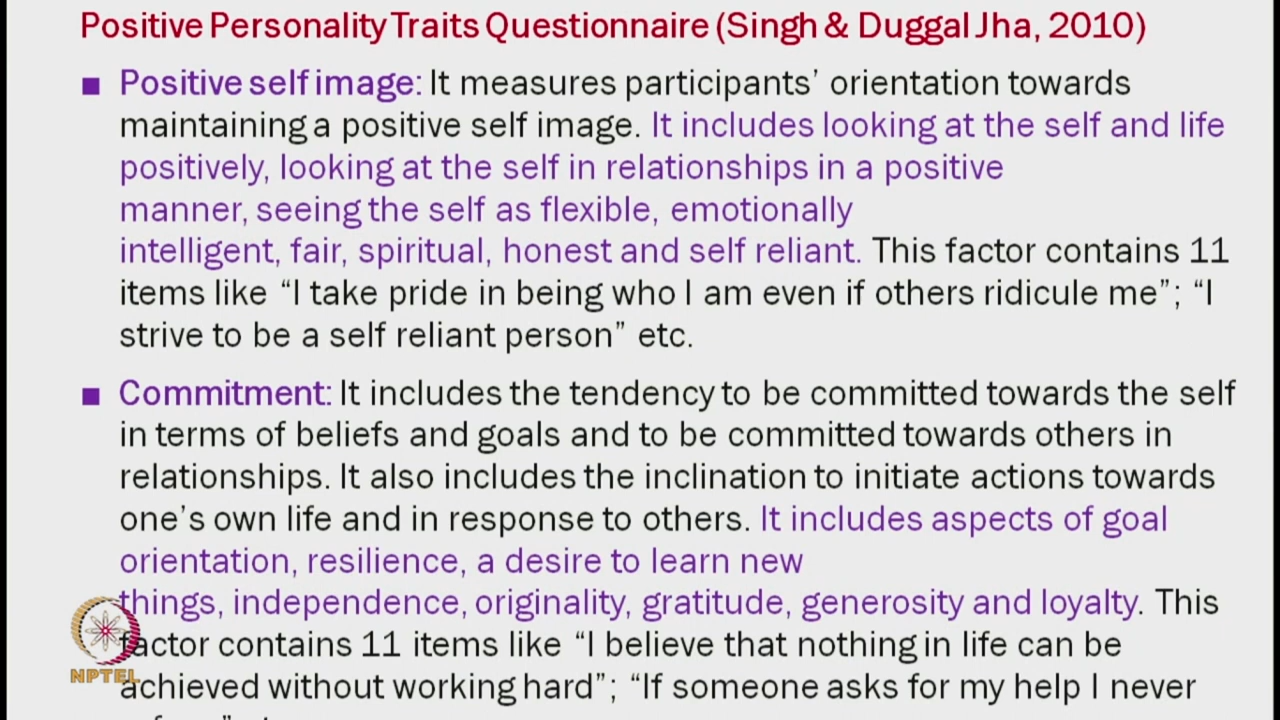 Positive Personality Traits Questionnaire (Singh & Duggal Jha, 2010)
▪ Positive self image: It measures participants’ orientation towards
maintaining a positive self image. It includes looking at the self and life
positively, looking at the self in relationships in a positive
manner, seeing the self as flexible, emotionally
intelligent, fair, spiritual, honest and self reliant. This factor contains 11
items like “I take pride in being who I am even if others ridicule me”; “I
strive to be a self reliant person” etc.
▪ Commitment: It includes the tendency to be committed towards the self
in terms of beliefs and goals and to be committed towards others in
relationships. It also includes the inclination to initiate actions towards
one’s own life and in response to others. It includes aspects of goal
orientation, resilience, a desire to learn new
things, independence, originality, gratitude, generosity and loyalty. This
factor contains 11 items like “I believe that nothing in life can be
achieved without working hard”; “If someone asks for my help I never
NPTEL